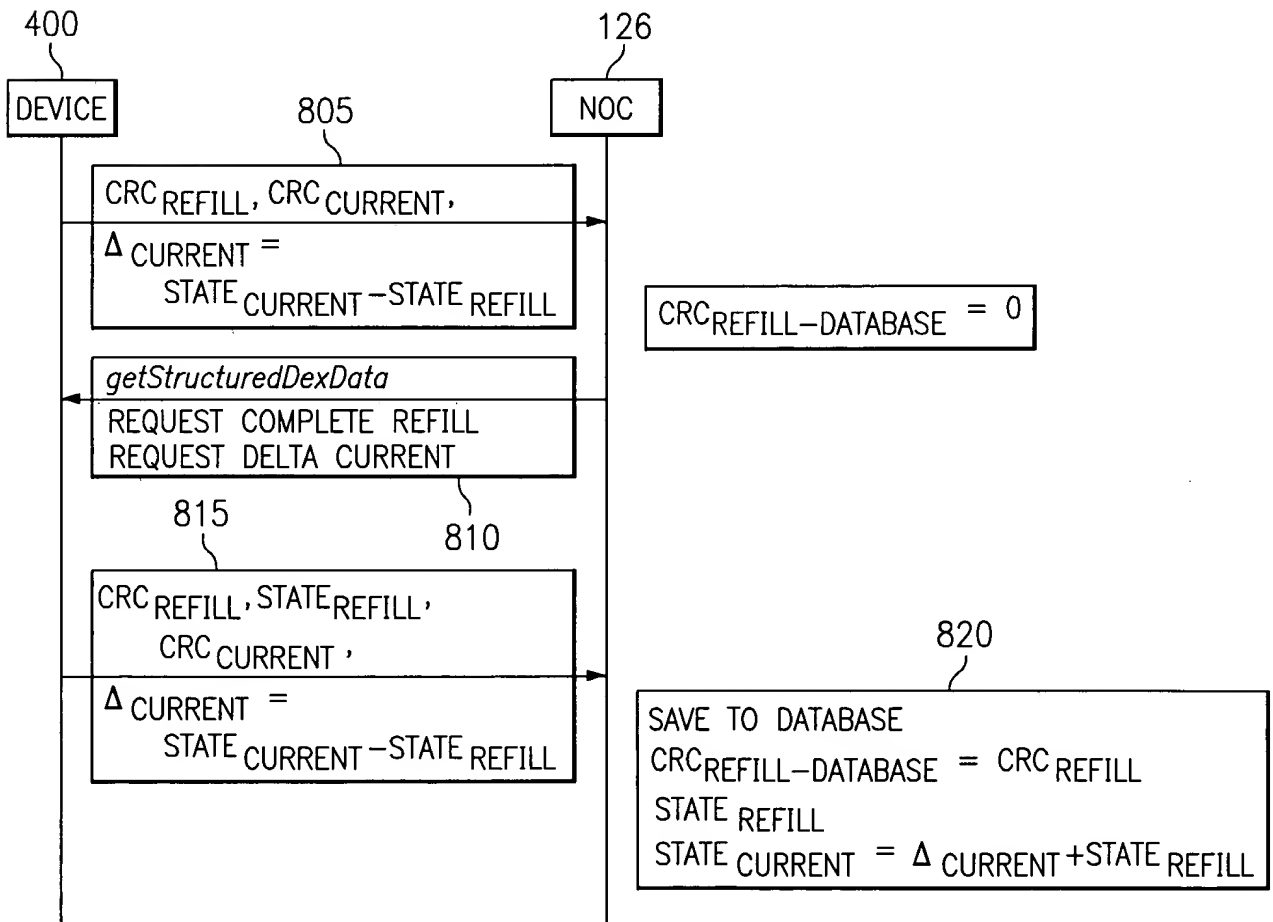 400
126
DEVICE
NOC
805
CRC REFILL, CRC CURRENT,
Δ CURRENT =
STATE CURRENT – STATE REFILL
CRC REFILL–DATABASE = 0
getStructuredDexData
REQUEST COMPLETE REFILL
REQUEST DELTA CURRENT
810
815
CRC REFILL, STATE REFILL,
CRC CURRENT,
Δ CURRENT =
STATE CURRENT – STATE REFILL
820
SAVE TO DATABASE
CRC REFILL–DATABASE = CRC REFILL
STATE REFILL
STATE CURRENT = Δ CURRENT + STATE REFILL